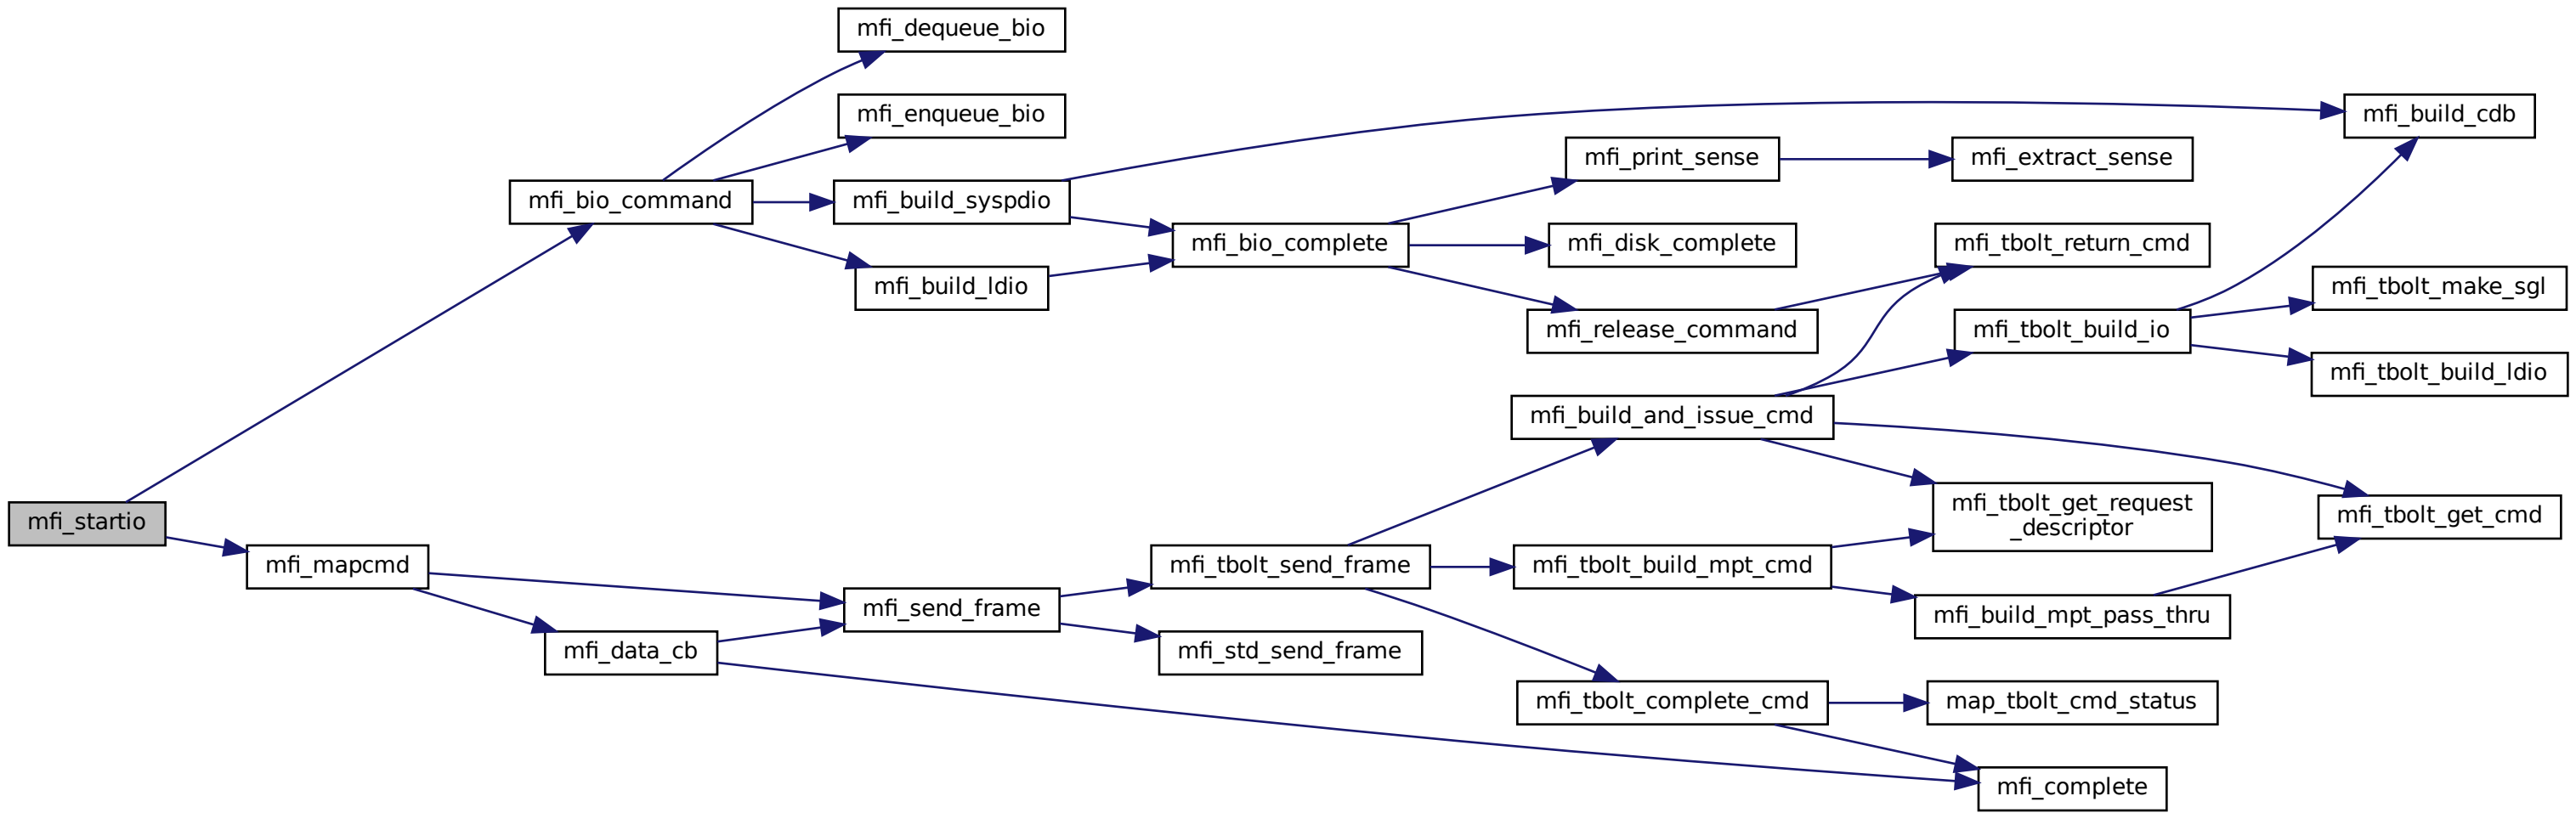 mfi_startio
mfi_bio_command
mfi_mapcmd
mfi_dequeue_bio
mfi_enqueue_bio
mfi_build_syspdio
mfi_build_ldio
mfi_send_frame
mfi_data_cb
mfi_bio_complete
mfi_tbolt_send_frame
mfi_std_send_frame
mfi_print_sense
mfi_disk_complete
mfi_release_command
mfi_build_and_issue_cmd
mfi_tbolt_build_mpt_cmd
mfi_tbolt_complete_cmd
mfi_extract_sense
mfi_tbolt_return_cmd
mfi_tbolt_build_io
mfi_tbolt_get_request
_descriptor
mfi_build_mpt_pass_thru
map_tbolt_cmd_status
mfi_complete
mfi_build_cdb
mfi_tbolt_make_sgl
mfi_tbolt_build_ldio
mfi_tbolt_get_cmd